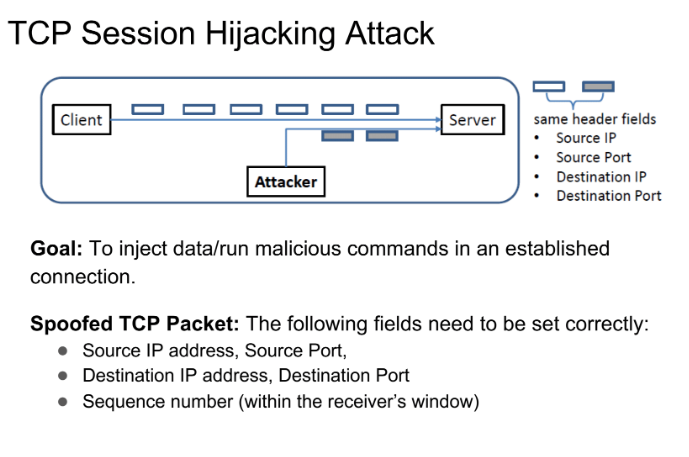 TCP Session Hijacking Attack
Client
Server
Attacker
same header fields
• Source IP
• Source Port
• Destination IP
• Destination Port
Goal: To inject data/run malicious commands in an established
connection.
Spoofed TCP Packet: The following fields need to be set correctly:
● Source IP address, Source Port,
● Destination IP address, Destination Port
● Sequence number (within the receiver's window)